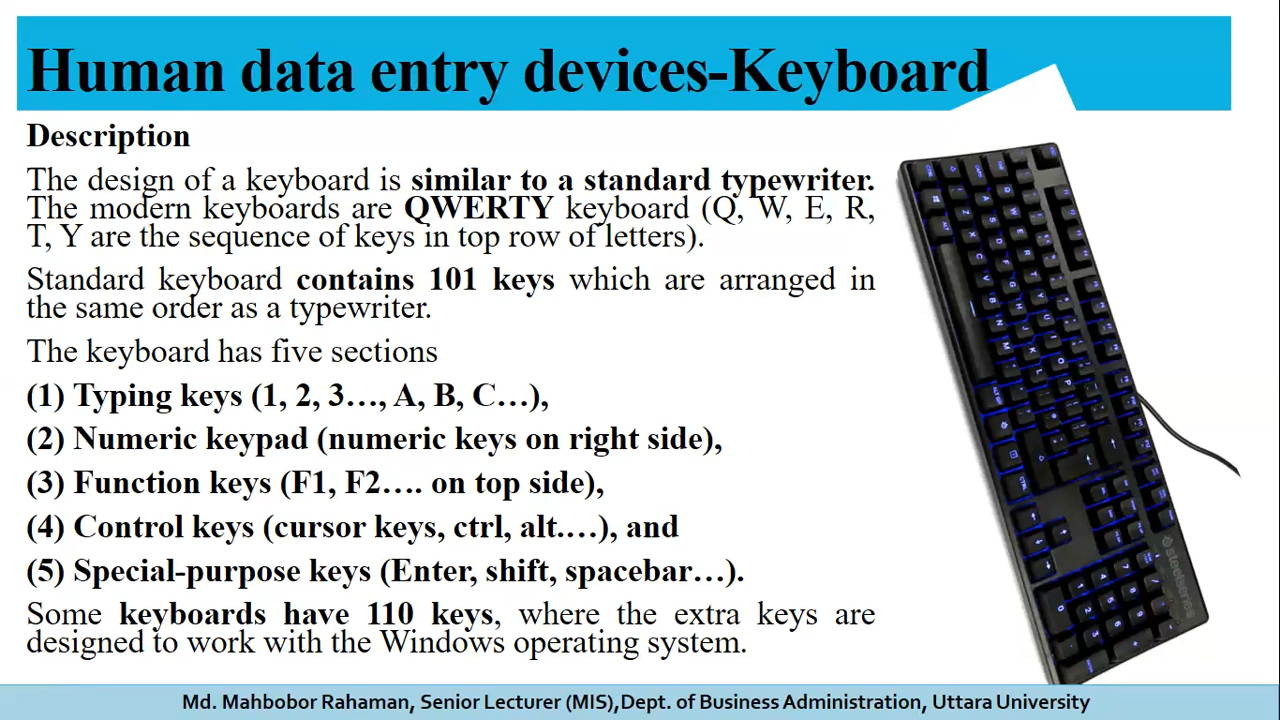 Human data entry devices-Keyboard
Description
The design of a keyboard is similar to a standard typewriter.
The modern keyboards are QWERTY keyboard (Q, W, E, R,
T, Y are the sequence of keys in top row of letters).
Standard keyboard contains 101 keys which are arranged in
the same order as a typewriter.
The keyboard has five sections
(1) Typing keys (1, 2, 3…, A, B, C…),
(2) Numeric keypad (numeric keys on right side),
(3) Function keys (F1, F2…. on top side),
(4) Control keys (cursor keys, ctrl, alt.…), and
(5) Special-purpose keys (Enter, shift, spacebar…).
Some keyboards have 110 keys, where the extra keys are
designed to work with the Windows operating system.
steelseries
Md. Mahbobor Rahaman, Senior Lecturer (MIS),Dept. of Business Administration, Uttara University